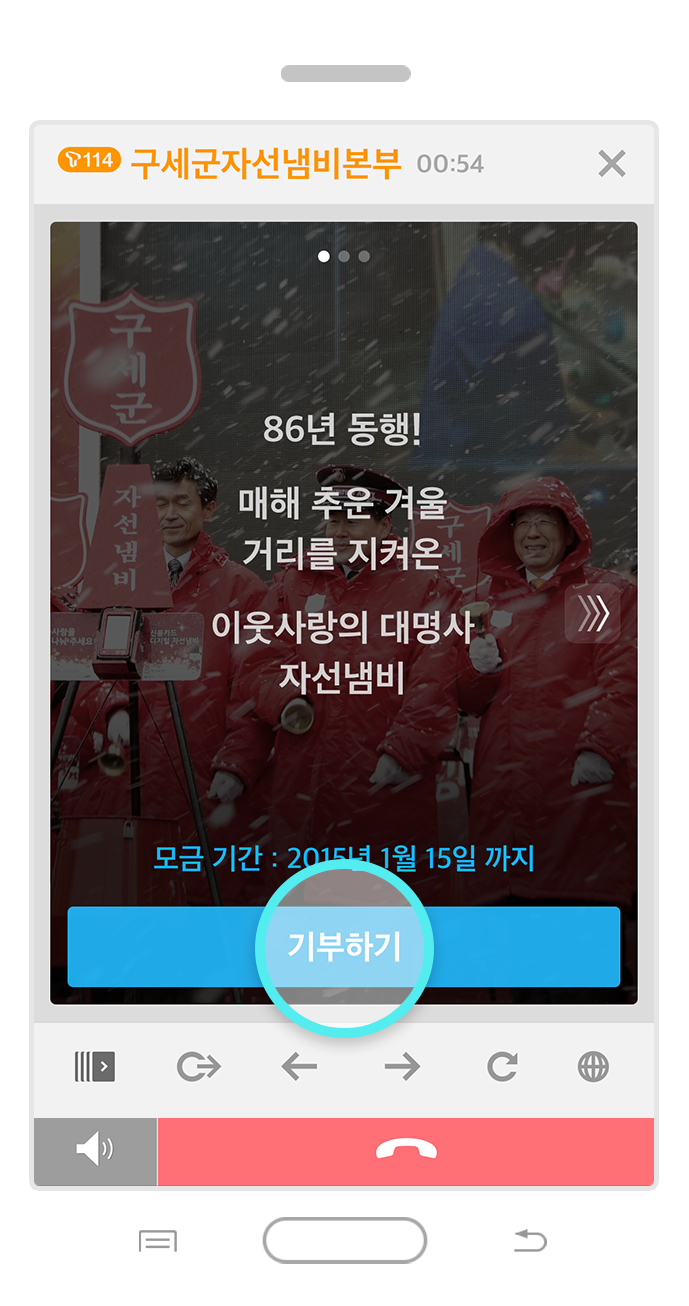 114 구세군자선냄비본부 00:54
구세군
86년 동행!
매해 추운 겨울
거리를 지켜온
이웃사랑의 대명사
자선냄비
자선냄비
구세군
사랑을
나눠주세요
신용카드
디지털 자선냄비
모금 기간 : 2015년 1월 15일 까지
기부하기